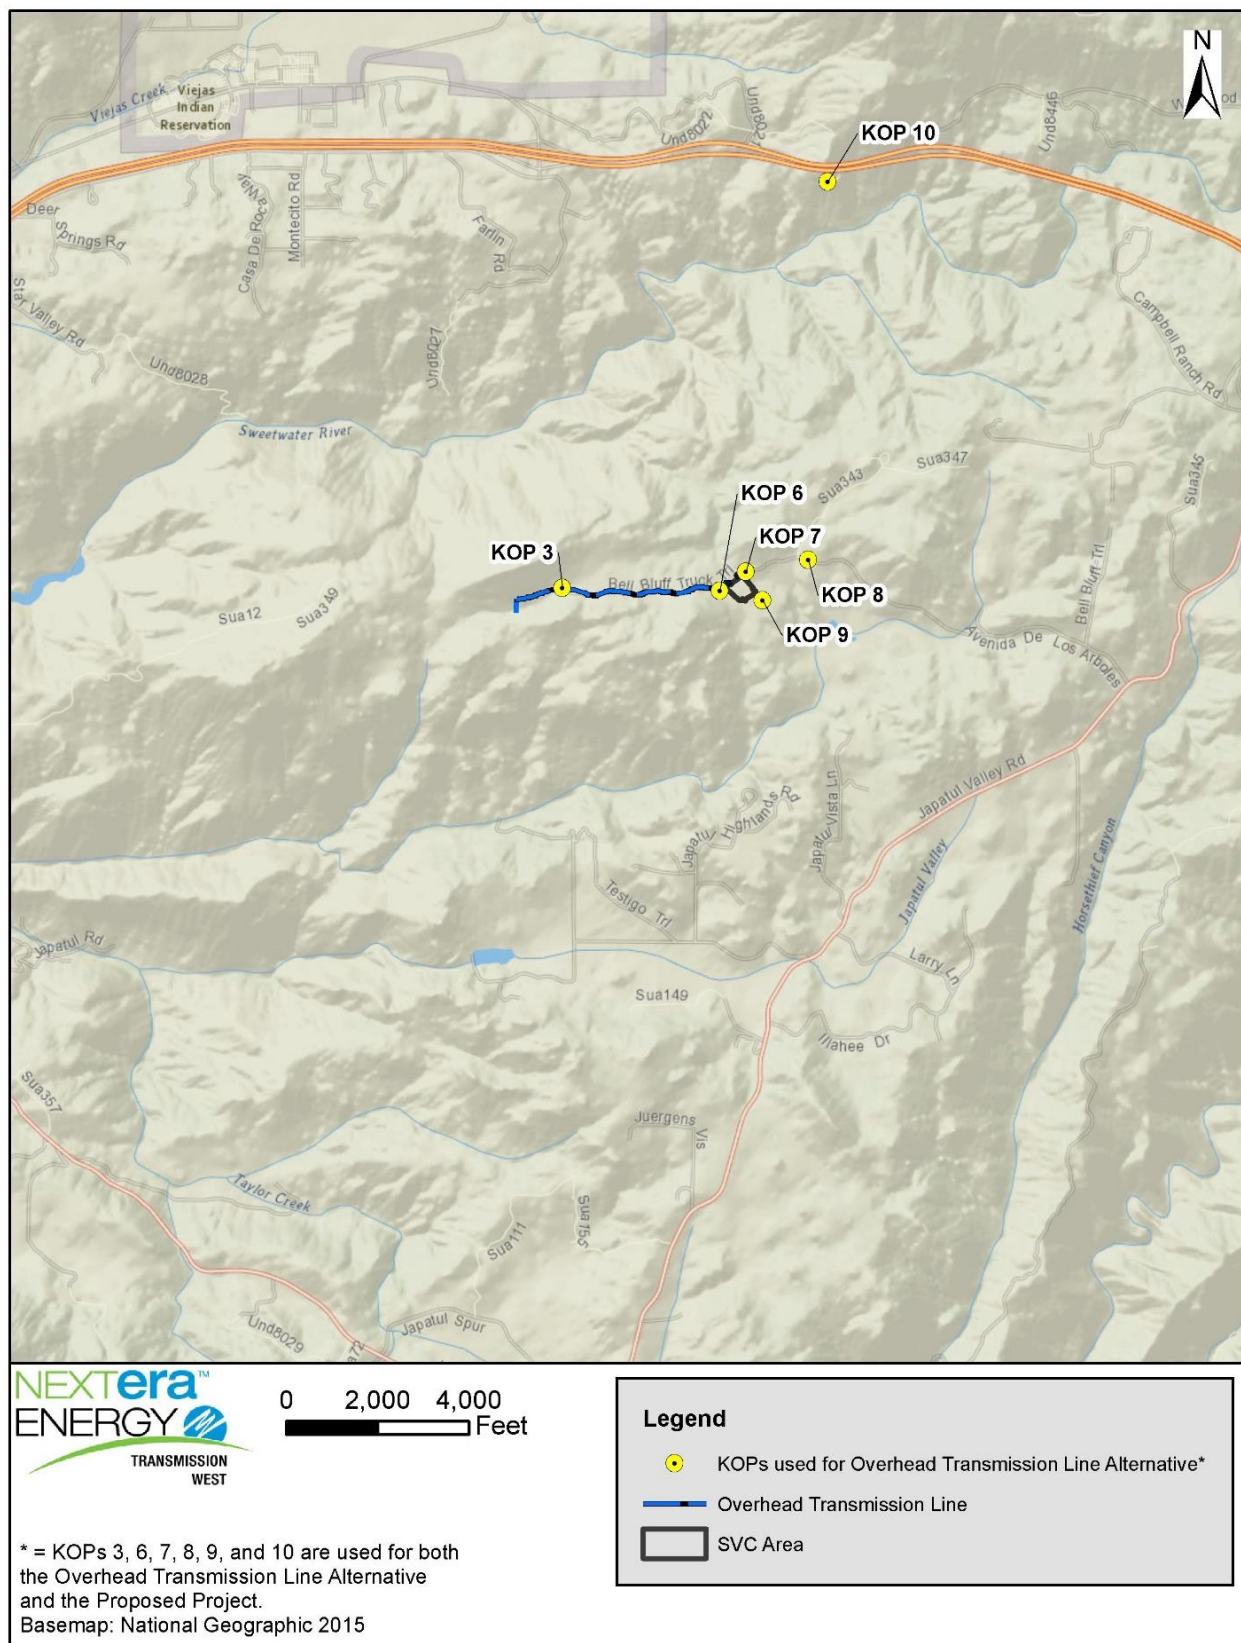 N
KOP 10
Viejas Creek
Viejas
Indian
Reservation
Und8022
Und8021
Und8446
Deer
Springs Rd
Casa De Roca Way
Montecito Rd
Farlin Rd
Star Valley Rd
Und8028
Und8027
Campbell Ranch Rd
Sweetwater River
Sua343
Sua347
Sua345
KOP 6
KOP 7
KOP 3
Bell Bluff Truck
KOP 8
KOP 9
Bell Bluff Trl
Sua12
Sua349
Avenida De Los Arboles
Japatul Valley Rd
Japatul Vista Ln
Highlands Rd
Testigo Trl
Japatul Valley
Horsethief Canyon
Japatul Rd
Larry Ln
Sua149
Illahee Dr
Sua357
Juergens Vis
Taylor Creek
Sua111
Sua155
Und8029
Japatul Spur
NEXTera™
ENERGY
TRANSMISSION
WEST
0 2,000 4,000
Feet
Legend
KOPs used for Overhead Transmission Line Alternative*
Overhead Transmission Line
SVC Area
* = KOPs 3, 6, 7, 8, 9, and 10 are used for both
the Overhead Transmission Line Alternative
and the Proposed Project.
Basemap: National Geographic 2015